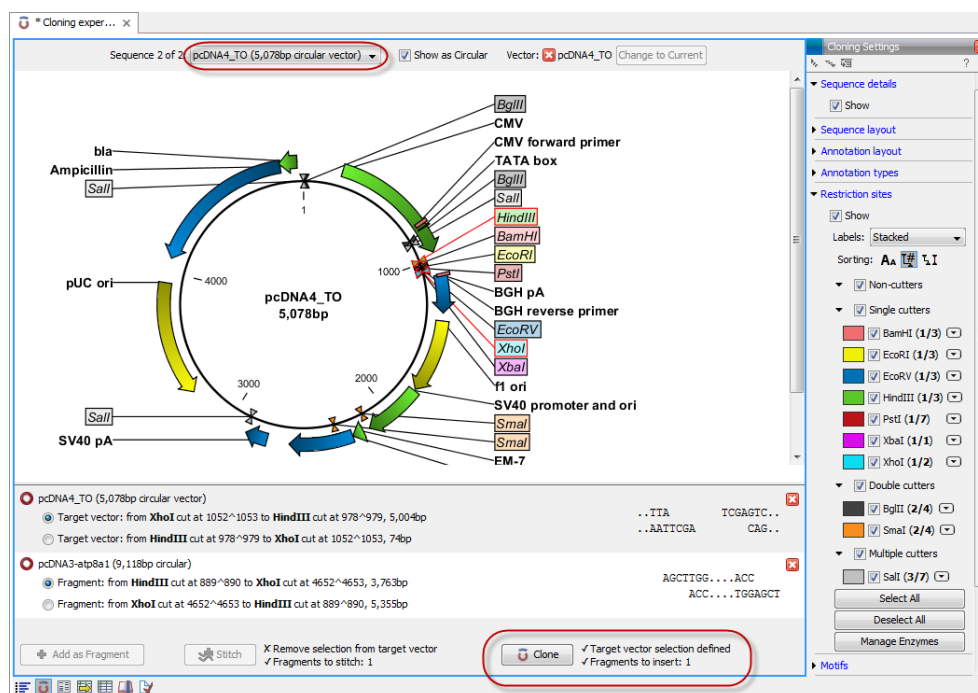 * Cloning exper...
Sequence 2 of 2 pcDNA4_TO (5,078bp circular vector) Show as Circular Vector: pcDNA4_TO Change to Current
BglII
CMV
CMV forward primer
TATA box
BglII
SalI
HindIII
BamHI
EcoRI
PstI
BGH pA
BGH reverse primer
EcoRV
XhoI
XbaI
f1 ori
SV40 promoter and ori
SmaI
SmaI
EM-7
bla
Ampicillin
SalI
pUC ori
SalI
SV40 pA
1
1000
2000
3000
4000
pcDNA4_TO
5,078bp
pcDNA4_TO (5,078bp circular vector)
Target vector: from XhoI cut at 1052^1053 to HindIII cut at 978^979, 5,004bp
Target vector: from HindIII cut at 978^979 to XhoI cut at 1052^1053, 74bp
..TTA TCGAGTC..
..AATTCGA CAG..
pcDNA3-atp8a1 (9,118bp circular)
Fragment: from HindIII cut at 889^890 to XhoI cut at 4652^4653, 3,763bp
Fragment: from XhoI cut at 4652^4653 to HindIII cut at 889^890, 5,355bp
AGCTTGG....ACC
ACC....TGGAGCT
Add as Fragment
Stitch
X Remove selection from target vector
✓ Fragments to stitch: 1
Clone
✓ Target vector selection defined
✓ Fragments to insert: 1
Cloning Settings
?
Sequence details
Show
Sequence layout
Annotation layout
Annotation types
Restriction sites
Show
Labels: Stacked
Sorting:
Non-cutters
Single cutters
BamHI (1/3)
EcoRI (1/3)
EcoRV (1/3)
HindIII (1/3)
PstI (1/7)
XbaI (1/1)
XhoI (1/2)
Double cutters
BglII (2/4)
SmaI (2/4)
Multiple cutters
SalI (3/7)
Select All
Deselect All
Manage Enzymes
Motifs